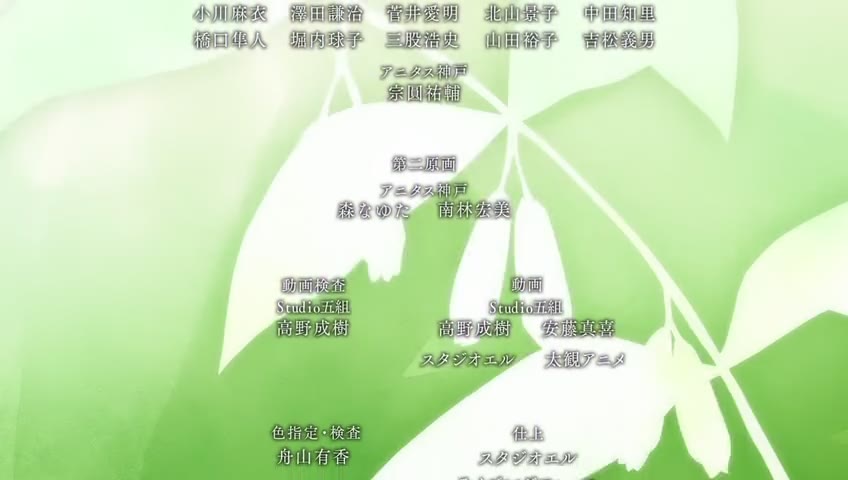 小川麻衣　澤田謙治　菅井愛明　北山景子　中田知里
橋口隼人　堀内球子　三股浩史　山田裕子　吉松義男
アニタス神戸
宗圓祐輔
第二原画
アニタス神戸
森なゆた　南林宏美
動画検査　動画
Studio五組　Studio五組
高野成樹　高野成樹　安藤真喜
スタジオエル　太観アニメ
色指定・検査　仕上
舟山有香　スタジオエル